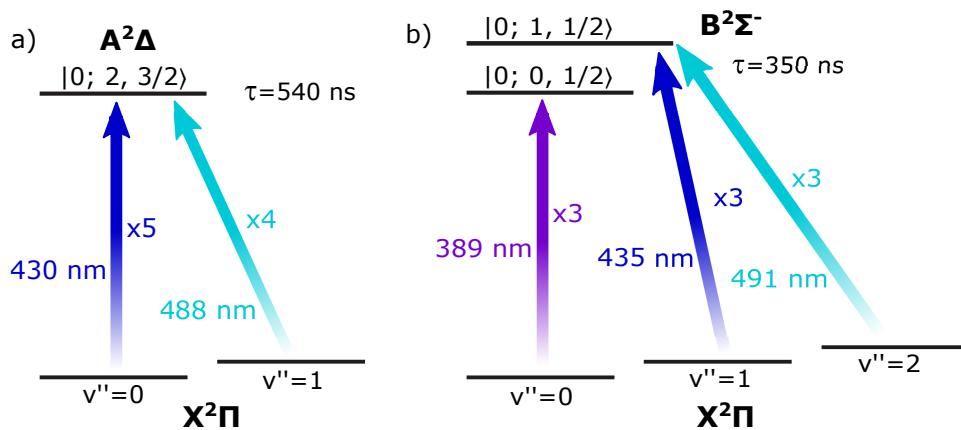 a)
A²Δ
|0; 2, 3/2⟩
τ=540 ns
x5
x4
430 nm
488 nm
v''=0
v''=1
X²Π
b)
B²Σ⁻
|0; 1, 1/2⟩
τ=350 ns
|0; 0, 1/2⟩
x3
x3
x3
389 nm
435 nm
491 nm
v''=0
v''=1
v''=2
X²Π